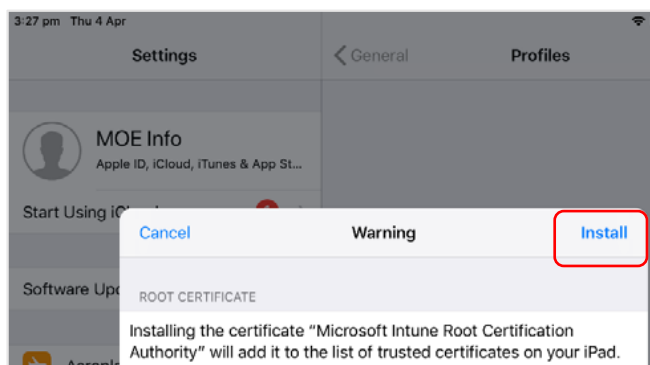 3:27 pm Thu 4 Apr
Settings
General
Profiles
MOE Info
Apple ID, iCloud, iTunes & App St...
Start Using
Cancel
Warning
Install
Software
ROOT CERTIFICATE
Installing the certificate “Microsoft Intune Root Certification
Authority” will add it to the list of trusted certificates on your iPad.